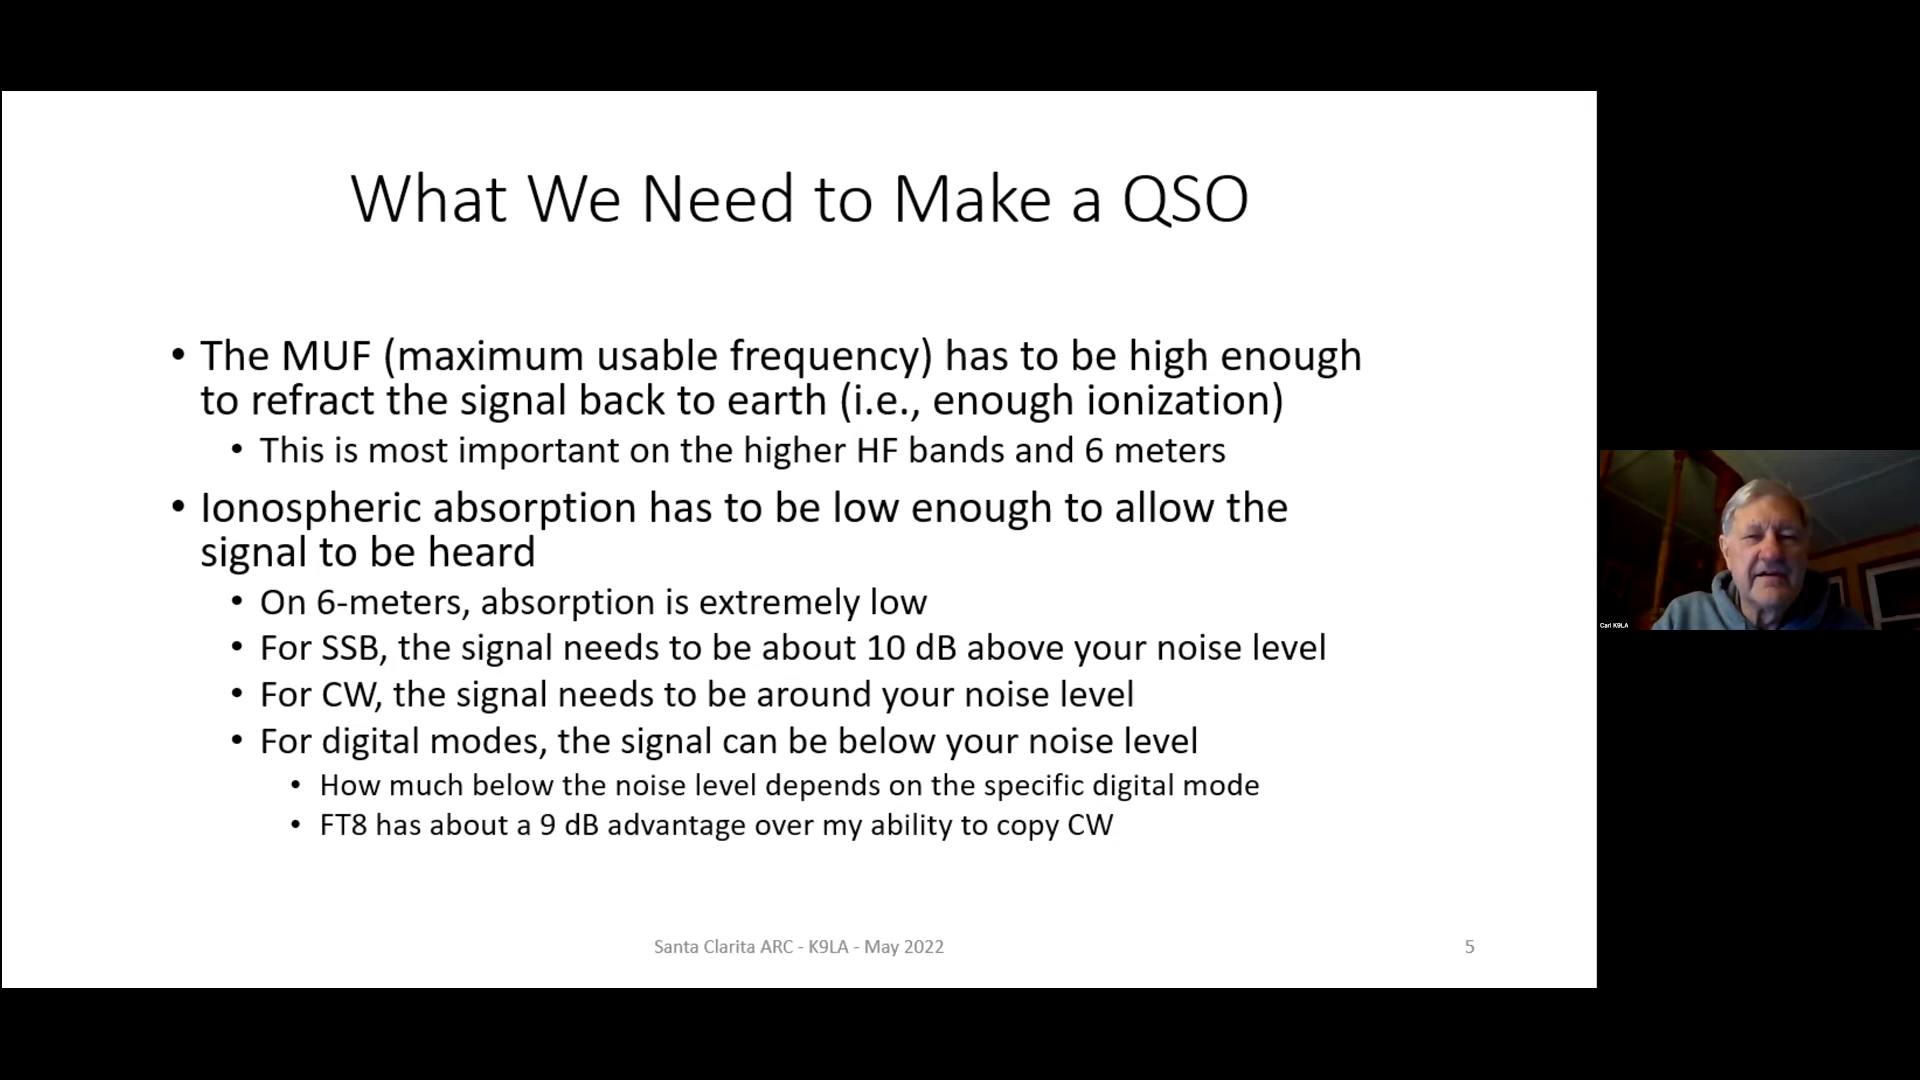 What We Need to Make a QSO
• The MUF (maximum usable frequency) has to be high enough
to refract the signal back to earth (i.e., enough ionization)
• This is most important on the higher HF bands and 6 meters
• Ionospheric absorption has to be low enough to allow the
signal to be heard
• On 6-meters, absorption is extremely low
• For SSB, the signal needs to be about 10 dB above your noise level
• For CW, the signal needs to be around your noise level
• For digital modes, the signal can be below your noise level
• How much below the noise level depends on the specific digital mode
• FT8 has about a 9 dB advantage over my ability to copy CW
Santa Clarita ARC - K9LA - May 2022
5
Carl K9LA